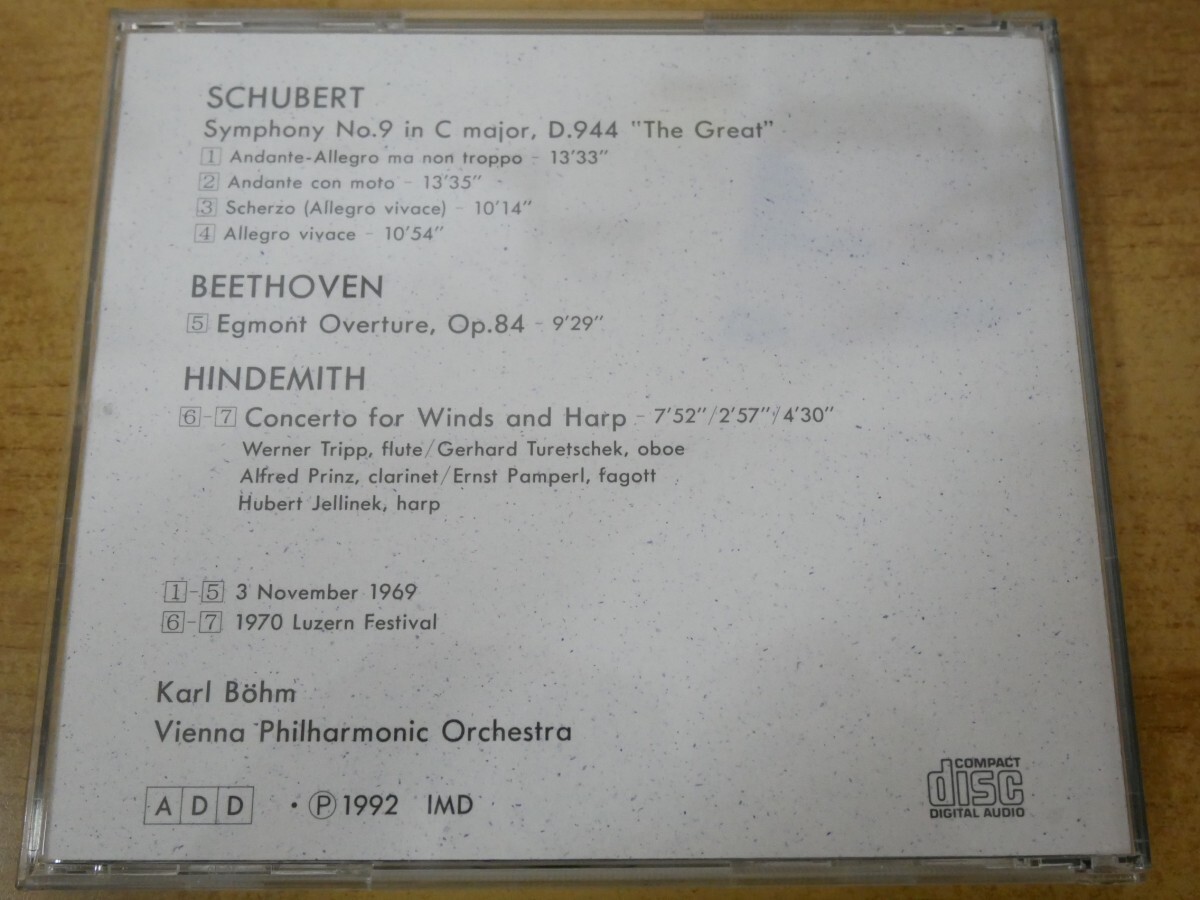 SCHUBERT
Symphony No.9 in C major, D.944 "The Great"
1 Andante-Allegro ma non troppo - 13'33"
2 Andante con moto - 13'35"
3 Scherzo (Allegro vivace) - 10'14"
4 Allegro vivace - 10'54"
BEETHOVEN
5 Egmont Overture, Op.84 - 9'29"
HINDEMITH
6-7 Concerto for Winds and Harp - 7'52"/2'57"/4'30"
Werner Tripp, flute/Gerhard Turetschek, oboe
Alfred Prinz, clarinet/Ernst Pamperl, fagott
Hubert Jellinek, harp
1-5 3 November 1969
6-7 1970 Luzern Festival
Karl Böhm
Vienna Philharmonic Orchestra
ADD · Ⓟ1992 IMD
COMPACT
disc
DIGITAL AUDIO